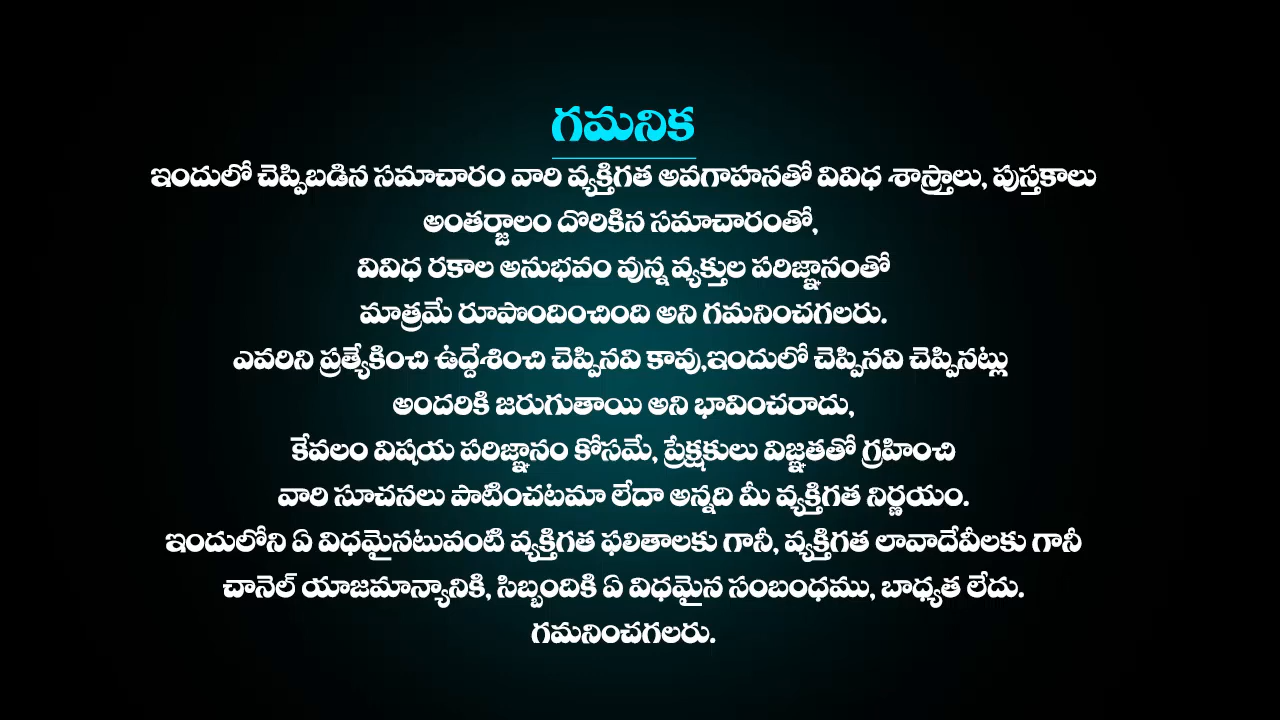 గమనిక
ఇందులో చెప్పిబడిన సమాచారం వారి వ్యక్తిగత అవగాహనతో వివిధ శాస్త్రాలు, పుస్తకాలు
అంతర్జాలం దొరికిన సమాచారంతో,
వివిధ రకాల అనుభవం వున్న వ్యక్తుల పరిజ్ఞానంతో
మాత్రమే రూపొందించింది అని గమనించగలరు.
ఎవరిని ప్రత్యేకించి ఉద్దేశించి చెప్పినవి కావు,ఇందులో చెప్పినవి చెప్పినట్లు
అందరికి జరుగుతాయి అని భావించరాదు,
కేవలం విషయ పరిజ్ఞానం కోసమే, ప్రేక్షకులు విజ్ఞతతో గ్రహించి
వారి సూచనలు పాటించటమా లేదా అన్నది మీ వ్యక్తిగత నిర్ణయం.
ఇందులోని ఏ విధమైనటువంటి వ్యక్తిగత ఫలితాలకు గానీ, వ్యక్తిగత లావాదేవీలకు గానీ
చానెల్ యాజమాన్యానికి, సిబ్బందికి ఏ విధమైన సంబంధము, బాధ్యత లేదు.
గమనించగలరు.